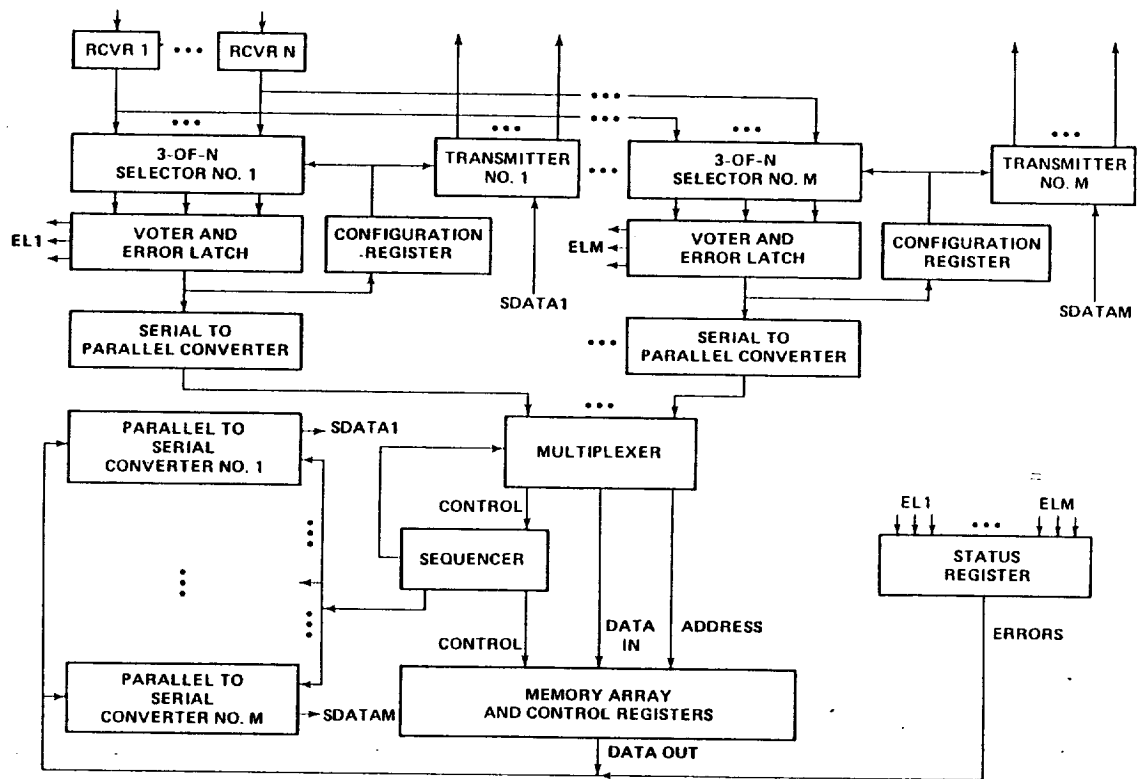 RCVR 1
RCVR N
3-OF-N
SELECTOR NO. 1
TRANSMITTER
NO. 1
3-OF-N
SELECTOR NO. M
TRANSMITTER
NO. M
EL1
VOTER AND
ERROR LATCH
CONFIGURATION
REGISTER
ELM
VOTER AND
ERROR LATCH
CONFIGURATION
REGISTER
SDATA1
SDATAM
SERIAL TO
PARALLEL CONVERTER
SERIAL TO
PARALLEL CONVERTER
PARALLEL TO
SERIAL
CONVERTER NO. 1
SDATA1
MULTIPLEXER
CONTROL
SEQUENCER
EL1
ELM
STATUS
REGISTER
CONTROL
DATA
IN
ADDRESS
ERRORS
PARALLEL TO
SERIAL
CONVERTER NO. M
SDATAM
MEMORY ARRAY
AND CONTROL REGISTERS
DATA OUT